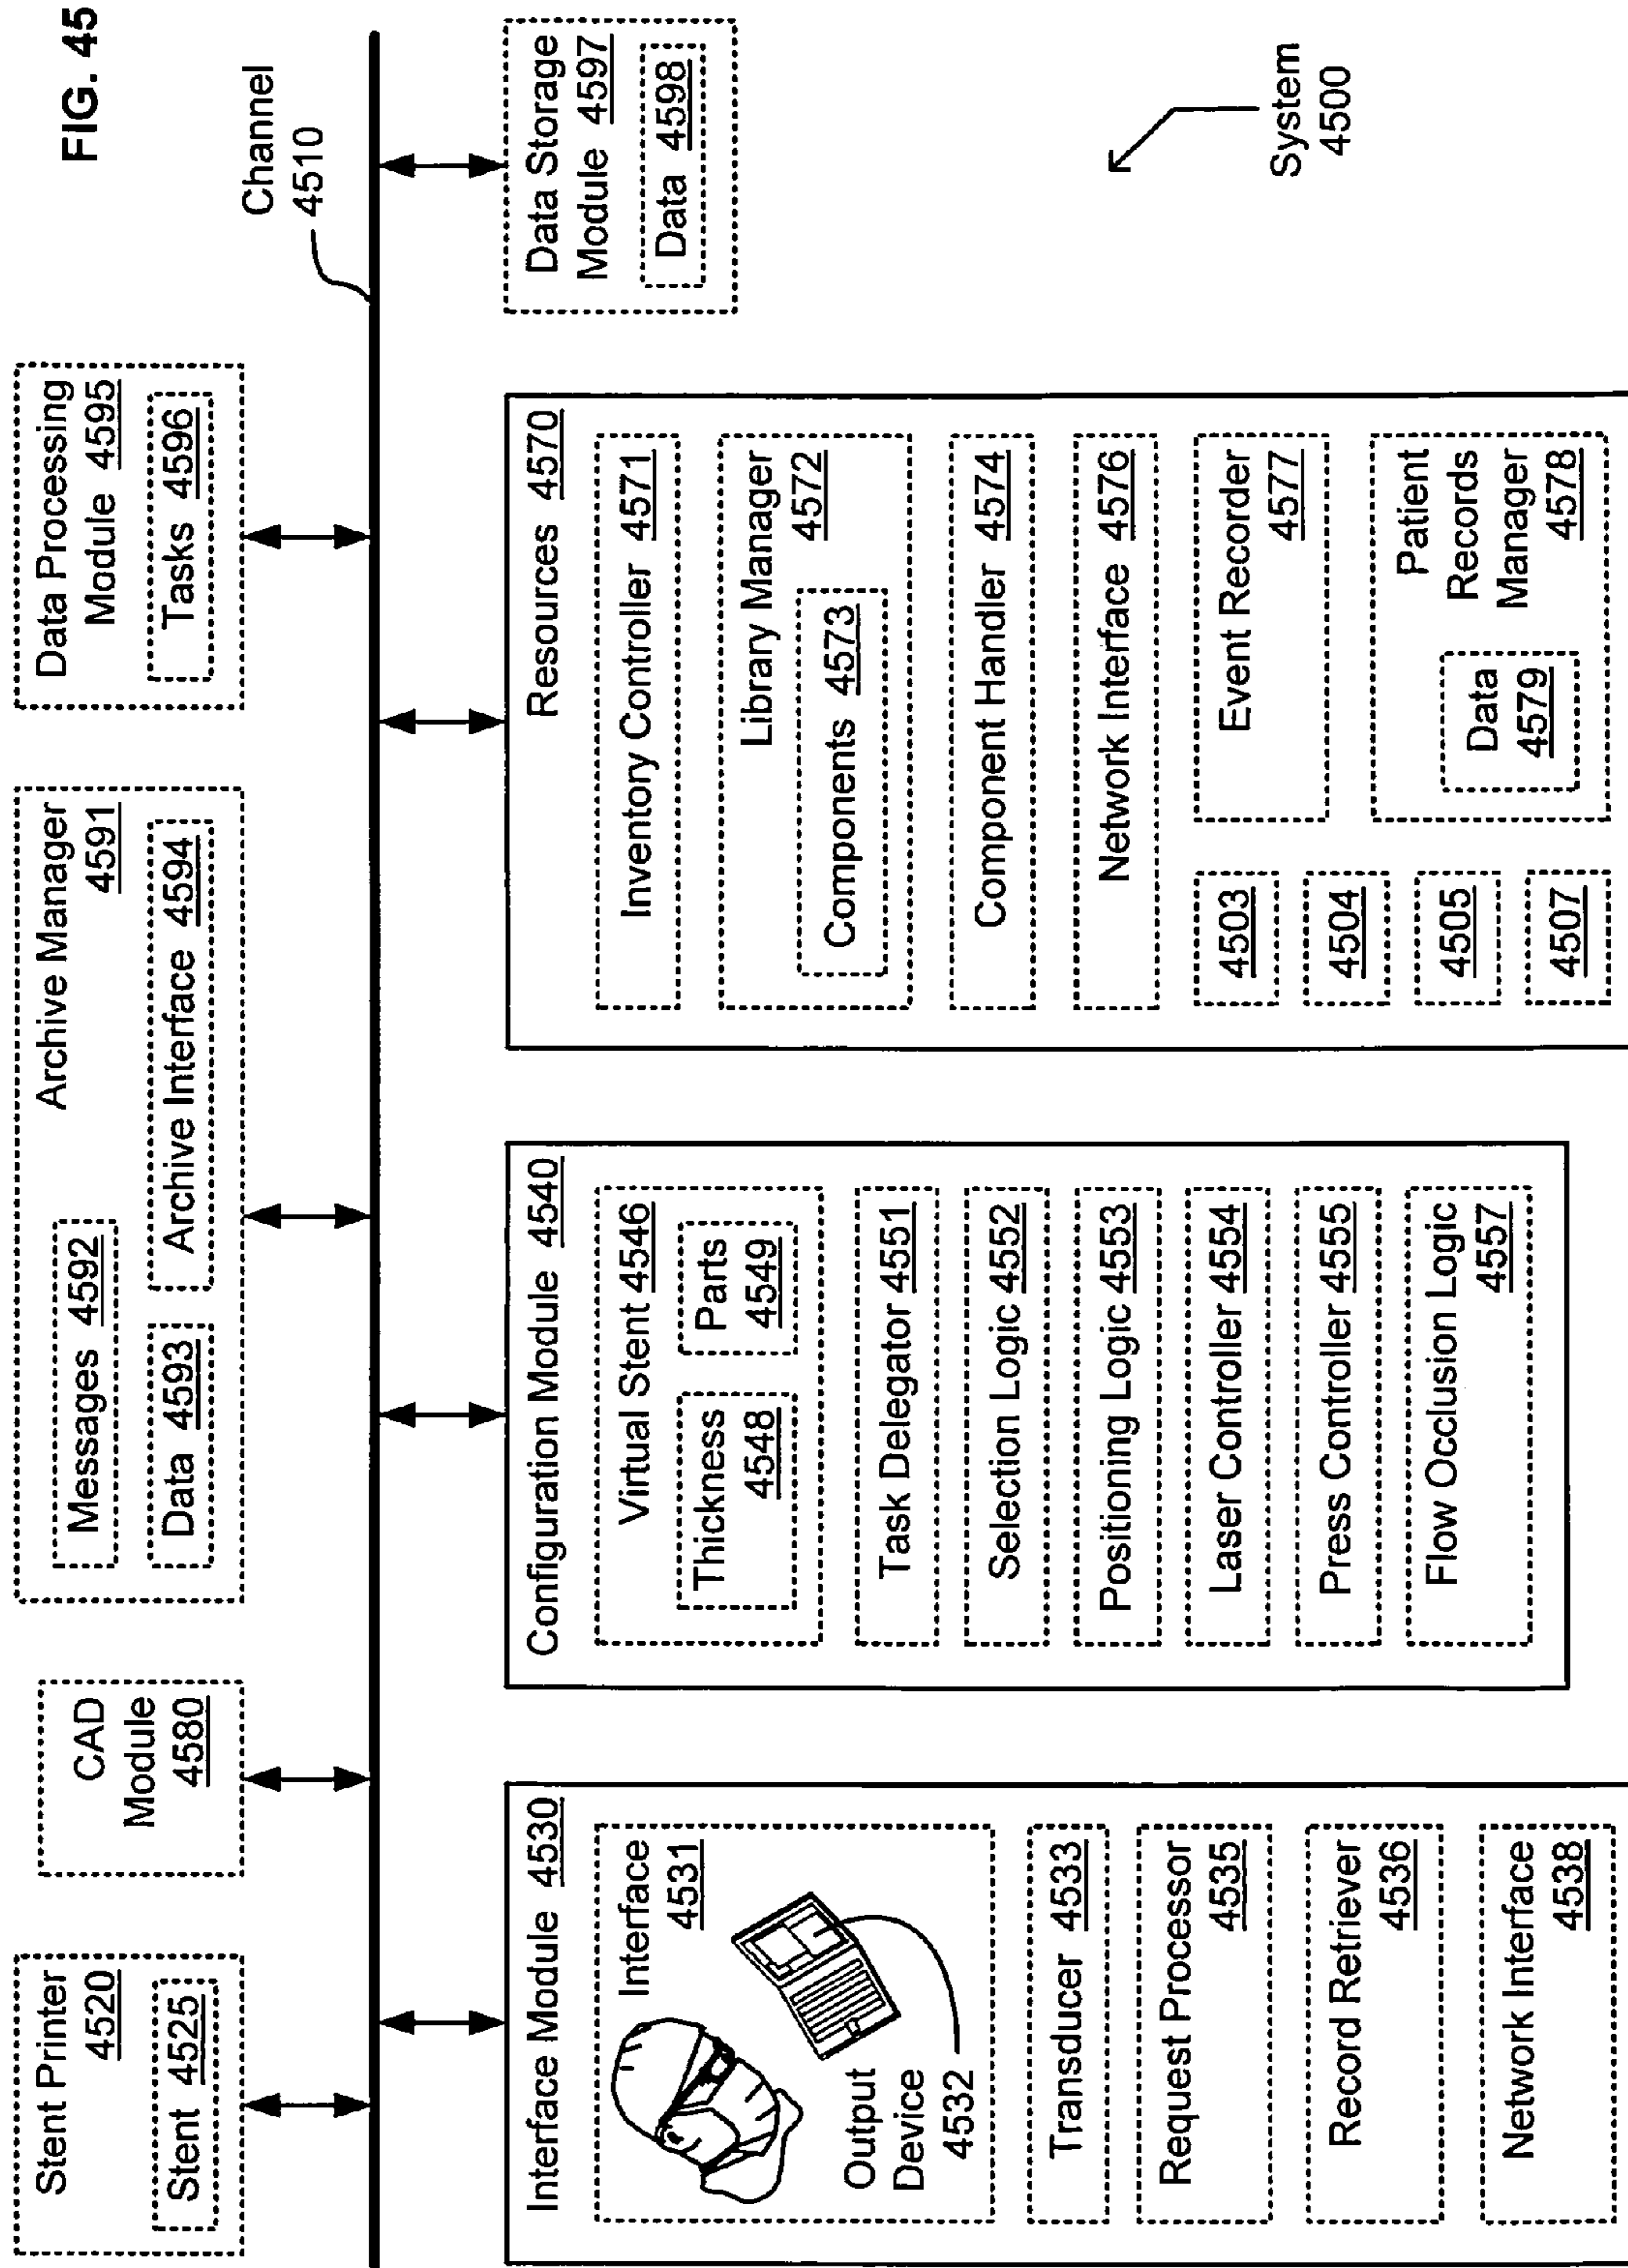 FIG. 45
Stent Printer
4520
Stent 4525
CAD
Module
4580
Archive Manager
4591
Messages 4592
Data 4593
Archive Interface 4594
Data Processing
Module 4595
Tasks 4596
Channel
4510
Interface Module 4530
Interface
4531
Output
Device
4532
Transducer 4533
Request Processor
4535
Record Retriever
4536
Network Interface
4538
Configuration Module 4540
Virtual Stent 4546
Thickness
4548
Parts
4549
Task Delegator 4551
Selection Logic 4552
Positioning Logic 4553
Laser Controller 4554
Press Controller 4555
Flow Occlusion Logic
4557
Resources 4570
Inventory Controller 4571
Library Manager
4572
Components 4573
Component Handler 4574
Network Interface 4576
4503
4504
4505
4507
Event Recorder
4577
Patient
Records
Manager
4578
Data
4579
Data Storage
Module 4597
Data 4598
System
4500